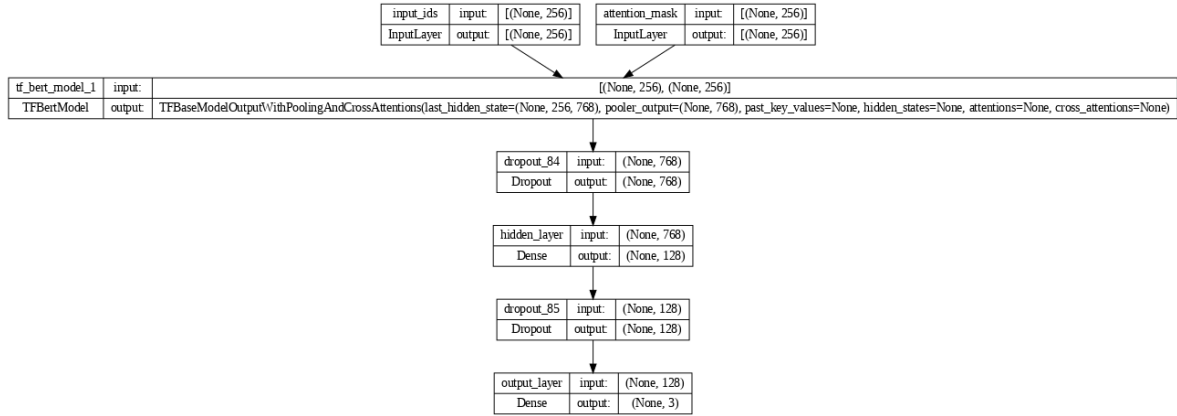 input_ids input: [(None, 256)]
InputLayer output: [(None, 256)]
attention_mask input: [(None, 256)]
InputLayer output: [(None, 256)]
tf_bert_model_1 input: [(None, 256), (None, 256)]
TFBertModel output: TFBaseModelOutputWithPoolingAndCrossAttentions(last_hidden_state=(None, 256, 768), pooler_output=(None, 768), past_key_values=None, hidden_states=None, attentions=None, cross_attentions=None)
dropout_84 input: (None, 768)
Dropout output: (None, 768)
hidden_layer input: (None, 768)
Dense output: (None, 128)
dropout_85 input: (None, 128)
Dropout output: (None, 128)
output_layer input: (None, 128)
Dense output: (None, 3)